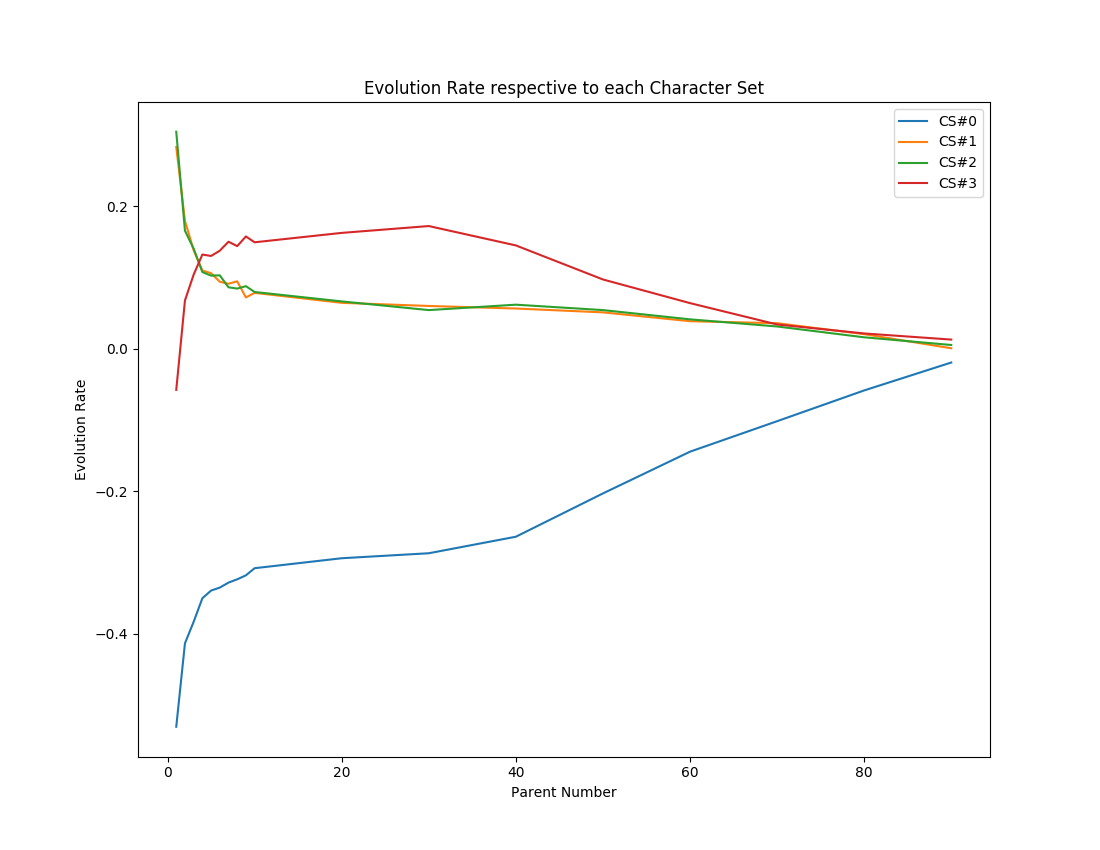 Evolution Rate respective to each Character Set
CS#0
CS#1
CS#2
CS#3
0.2
0.0
−0.2
−0.4
Evolution Rate
0 20 40 60 80
Parent Number